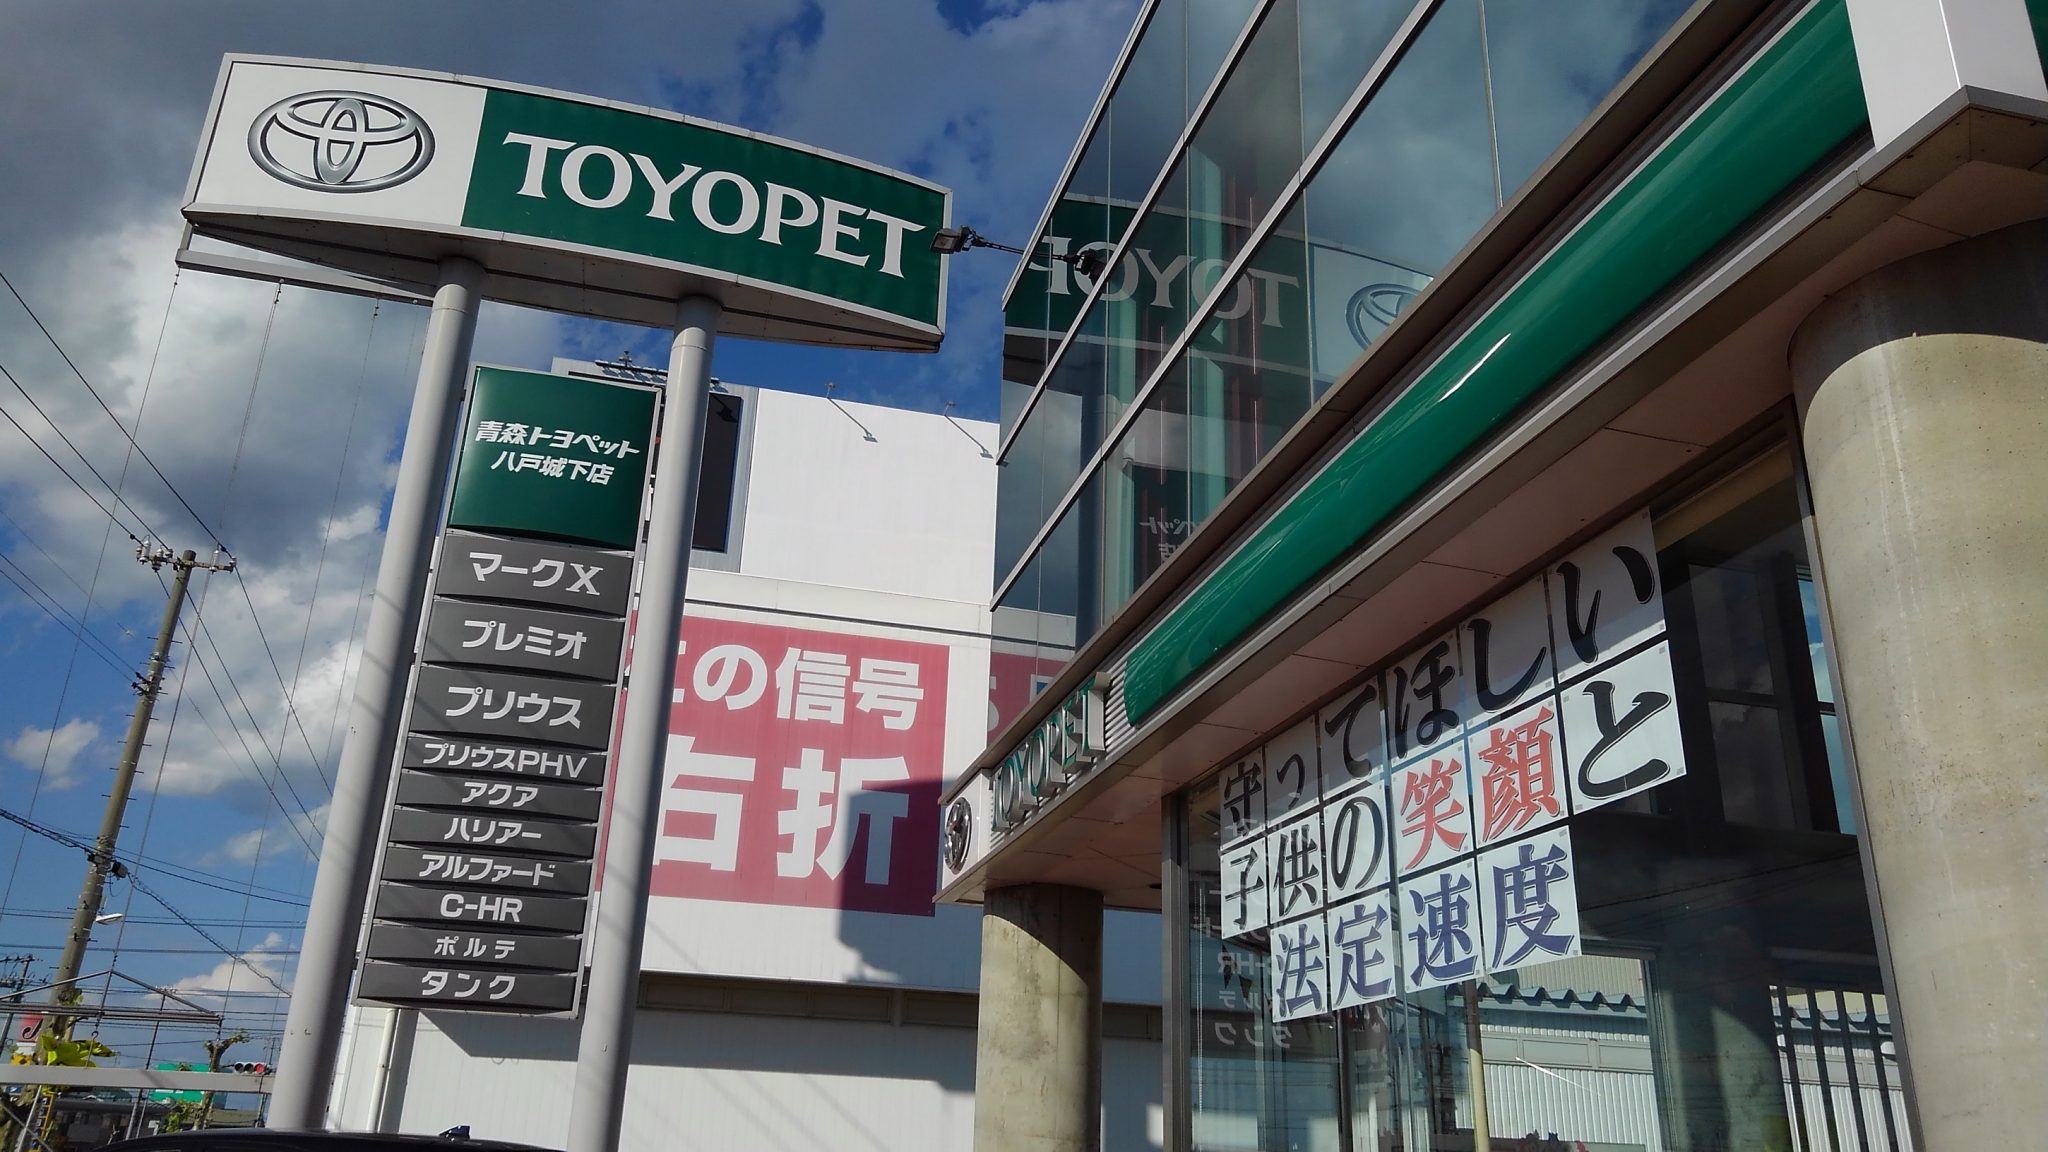 TOYOPET
青森トヨペット
八戸城下店
マークX
プレミオ
プリウス
プリウスPHV
アクア
ハリアー
アルファード
C-HR
ポルテ
タンク
の信号
右折
TOYOPET
守ってほしい
子供の笑顔と
法定速度